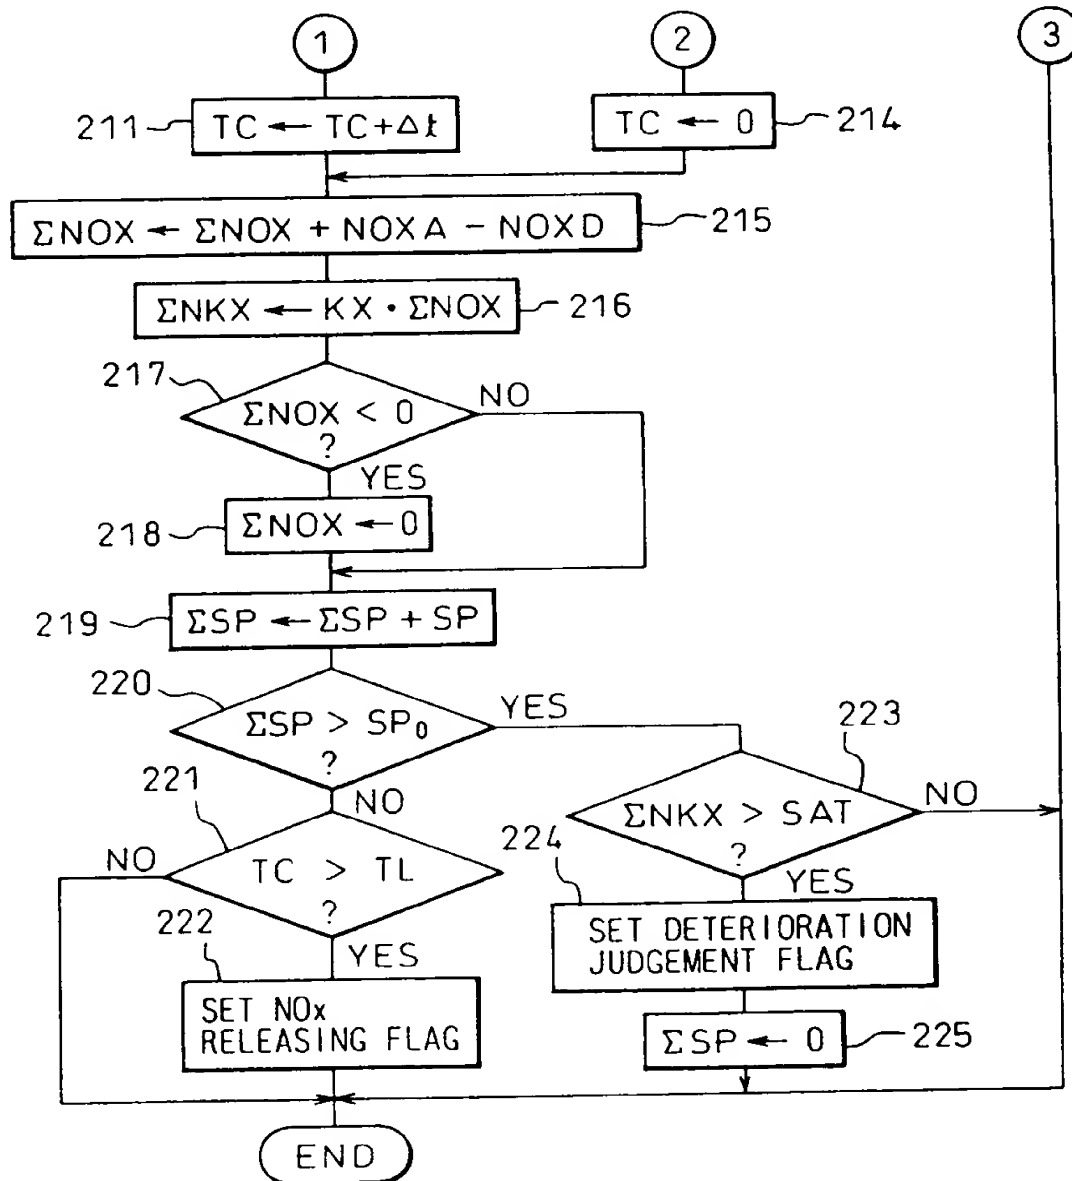 1
2
3
211
TC ← TC+Δt
TC ← 0
214
ΣNOX ← ΣNOX + NOXA − NOXD
215
ΣNKX ← KX・ΣNOX
216
217
ΣNOX < 0
?
NO
YES
218
ΣNOX ← 0
219
ΣSP ← ΣSP + SP
220
ΣSP > SP₀
?
YES
223
221
NO
ΣNKX > SAT
?
NO
NO
TC > TL
?
224
YES
222
YES
SET DETERIORATION
JUDGEMENT FLAG
SET NOx
RELEASING FLAG
ΣSP ← 0
225
END